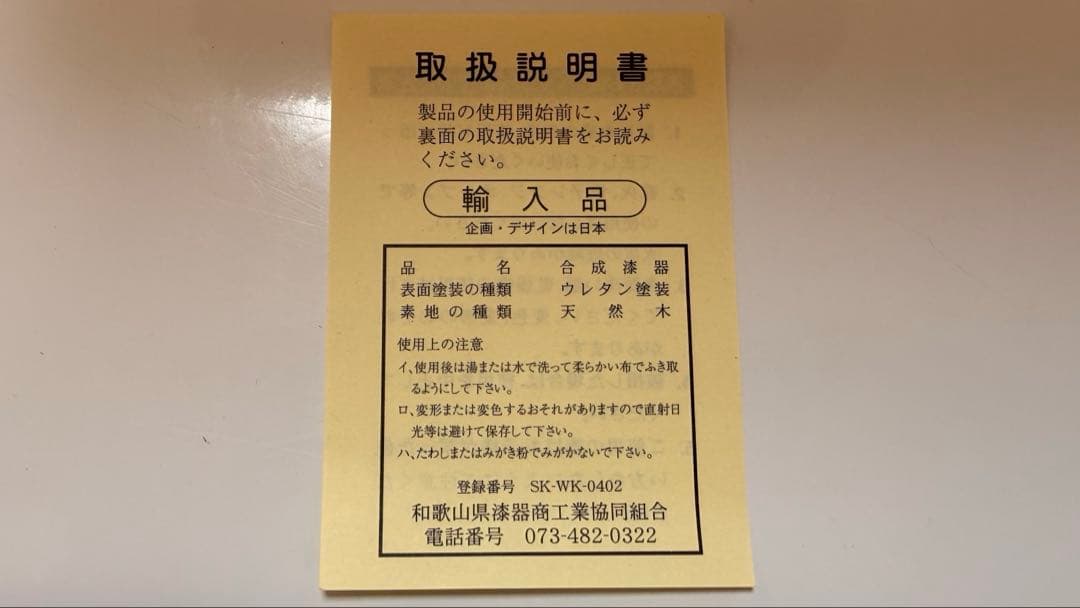 取扱説明書
製品の使用開始前に、必ず
裏面の取扱説明書をお読み
ください。
輸入品
企画・デザインは日本
品名 合成漆器
表面塗装の種類 ウレタン塗装
素地の種類 天然木
使用上の注意
イ、使用後は湯または水で洗って柔らかい布でふき取
るようにして下さい。
ロ、変形または変色するおそれがありますので直射日
光等は避けて保存して下さい。
ハ、たわしまたはみがき粉でみがかないで下さい。
登録番号 SK-WK-0402
和歌山県漆器商工業協同組合
電話番号 073-482-0322